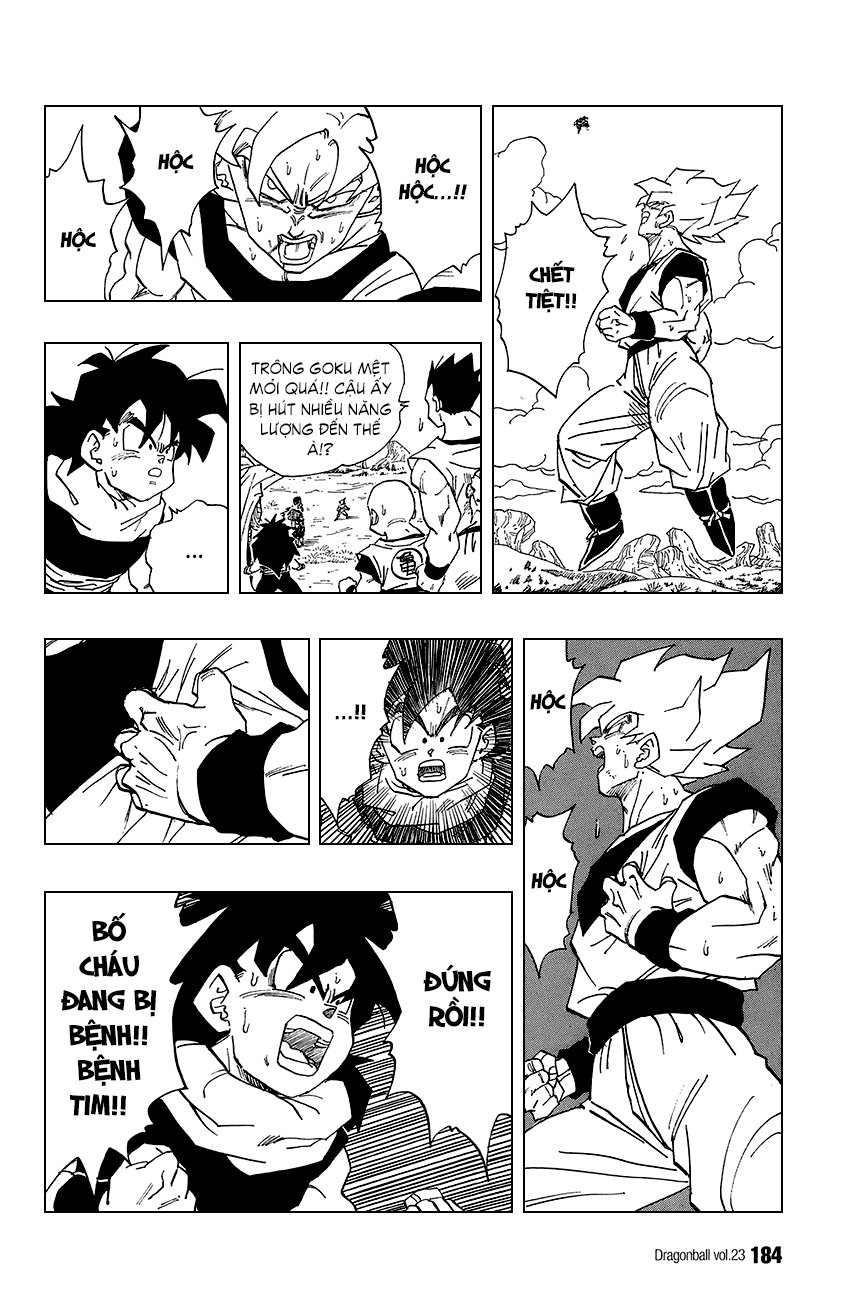 CHẾT
TIỆT!!
HỘC
HỘC...!!
HỘC
HỘC
TRÔNG GOKU MỆT
MỎI QUÁ!! CẬU ẤY
BỊ HÚT NHIỀU NĂNG
LƯỢNG ĐẾN THẾ
À!?
...
HỘC
HỘC
...!!
ĐÚNG
RỒI!!
BỐ
CHÁU
ĐANG BỊ
BỆNH!!
BỆNH
TIM!!
Dragonball vol.23 184